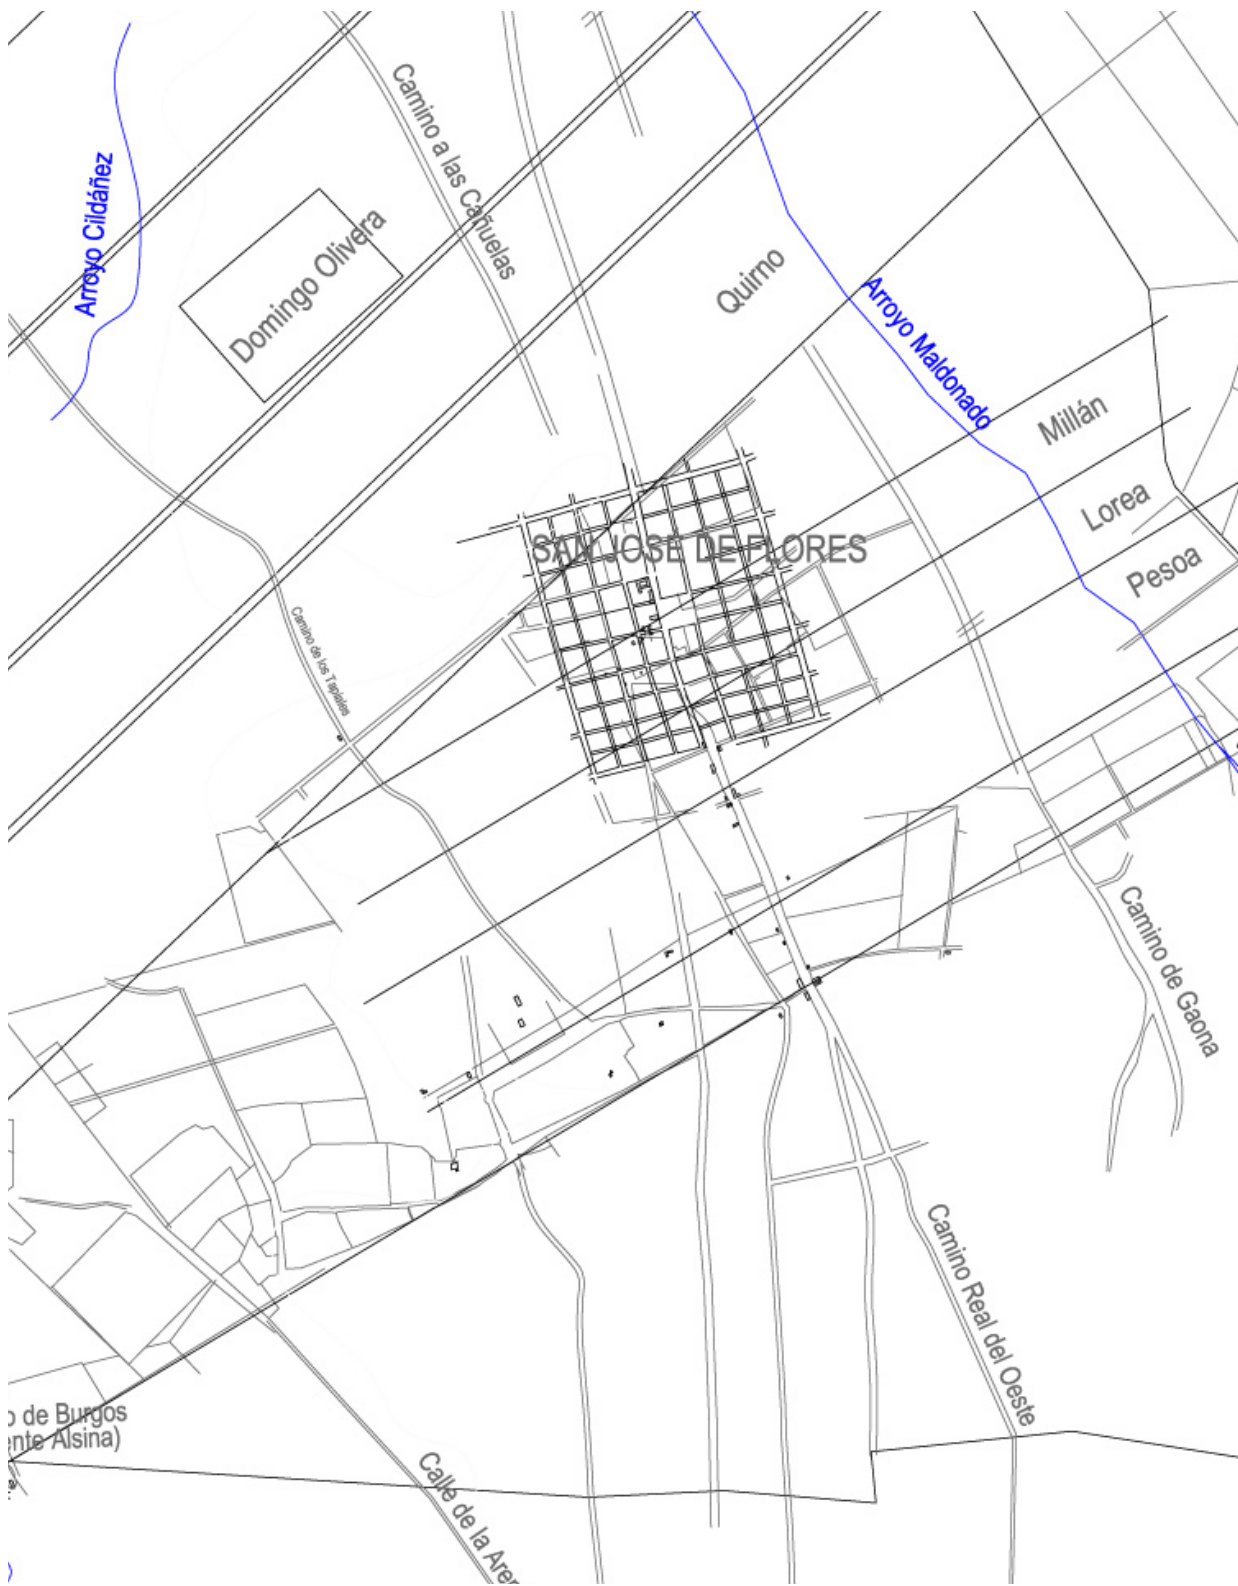 Camino a las Cañuelas
Arroyo Cildáñez
Domingo Olivera
Quirno
Arroyo Maldonado
Millán
Lorea
Pesoa
SAN JOSE DE FLORES
Camino de los Tapiales
Camino de Gaona
Camino Real del Oeste
de Burgos
Alsina)
Calle de la